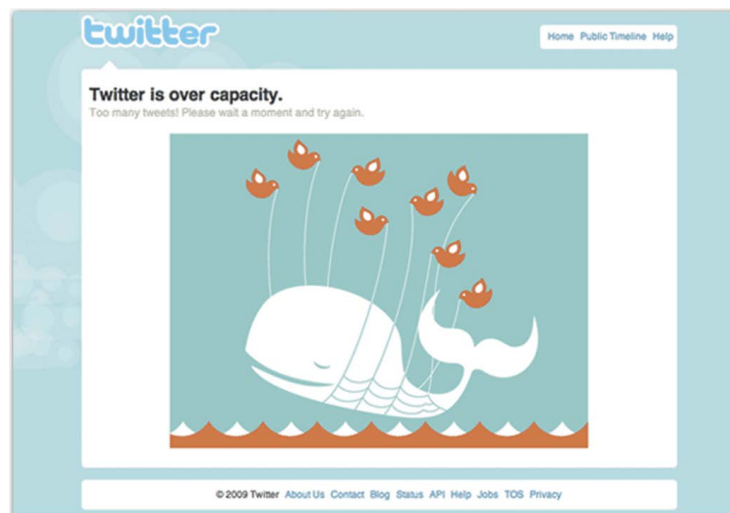 twitter
Home Public Timeline Help
Twitter is over capacity.
Too many tweets! Please wait a moment and try again.
© 2009 Twitter About Us Contact Blog Status API Help Jobs TOS Privacy